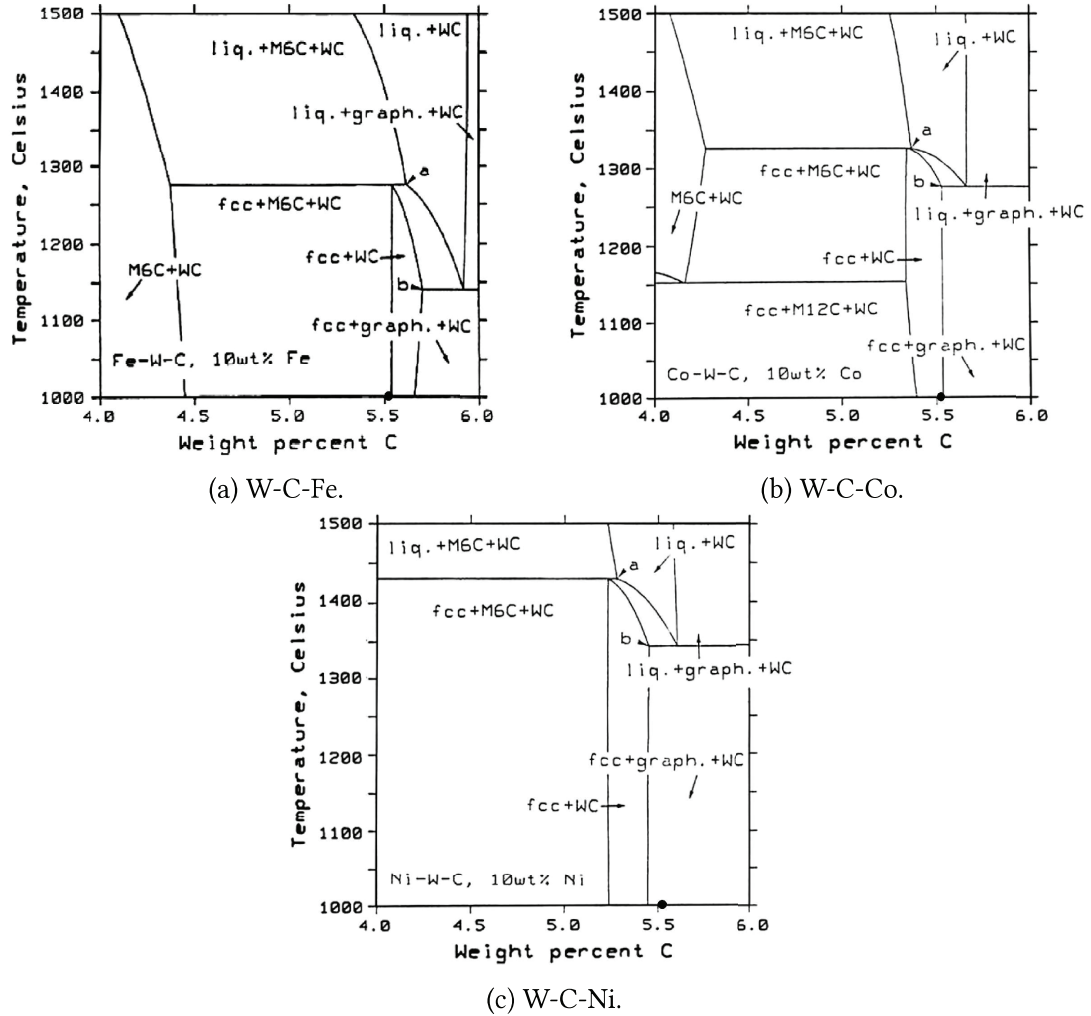 1500
liq.+WC
liq.+M6C+WC
1400
liq.+graph.+WC
1300
a
fcc+M6C+WC
1200
fcc+WC
M6C+WC
b
1100
fcc+graph.+WC
Fe-W-C, 10wt% Fe
1000
4.0 4.5 5.0 5.5 6.0
Temperature, Celsius
Weight percent C
(a) W-C-Fe.
1500
liq.+M6C+WC
liq.+WC
1400
a
1300
fcc+M6C+WC
b
M6C+WC
liq.+graph.+WC
1200
fcc+WC
fcc+M12C+WC
1100
fcc+graph.+WC
Co-W-C, 10wt% Co
1000
4.0 4.5 5.0 5.5 6.0
Temperature, Celsius
Weight percent C
(b) W-C-Co.
1500
liq.+M6C+WC
liq.+WC
a
1400
fcc+M6C+WC
b
liq.+graph.+WC
1300
1200
fcc+graph.+WC
fcc+WC
1100
Ni-W-C, 10wt% Ni
1000
4.0 4.5 5.0 5.5 6.0
Temperature, Celsius
Weight percent C
(c) W-C-Ni.